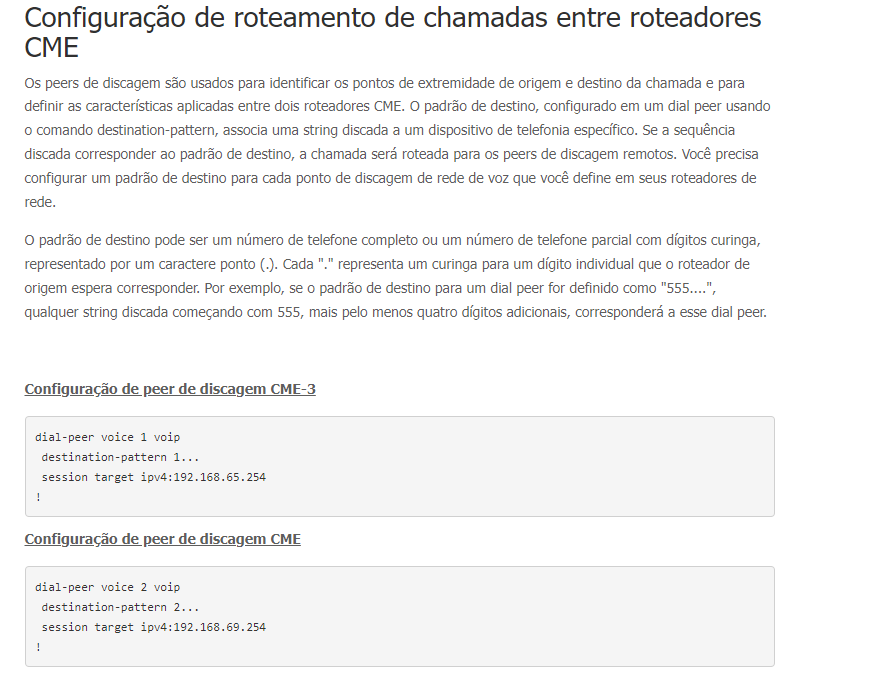 Configuração de roteamento de chamadas entre roteadores
CME
Os peers de discagem são usados para identificar os pontos de extremidade de origem e destino da chamada e para
definir as características aplicadas entre dois roteadores CME. O padrão de destino, configurado em um dial peer usando
o comando destination-pattern, associa uma string discada a um dispositivo de telefonia específico. Se a sequência
discada corresponder ao padrão de destino, a chamada será roteada para os peers de discagem remotos. Você precisa
configurar um padrão de destino para cada ponto de discagem de rede de voz que você define em seus roteadores de
rede.
O padrão de destino pode ser um número de telefone completo ou um número de telefone parcial com dígitos curinga,
representado por um caractere ponto (.). Cada "." representa um curinga para um dígito individual que o roteador de
origem espera corresponder. Por exemplo, se o padrão de destino para um dial peer for definido como "555....",
qualquer string discada começando com 555, mais pelo menos quatro dígitos adicionais, corresponderá a esse dial peer.
Configuração de peer de discagem CME-3
dial-peer voice 1 voip
destination-pattern 1...
session target ipv4:192.168.65.254
!
Configuração de peer de discagem CME
dial-peer voice 2 voip
destination-pattern 2...
session target ipv4:192.168.69.254
!